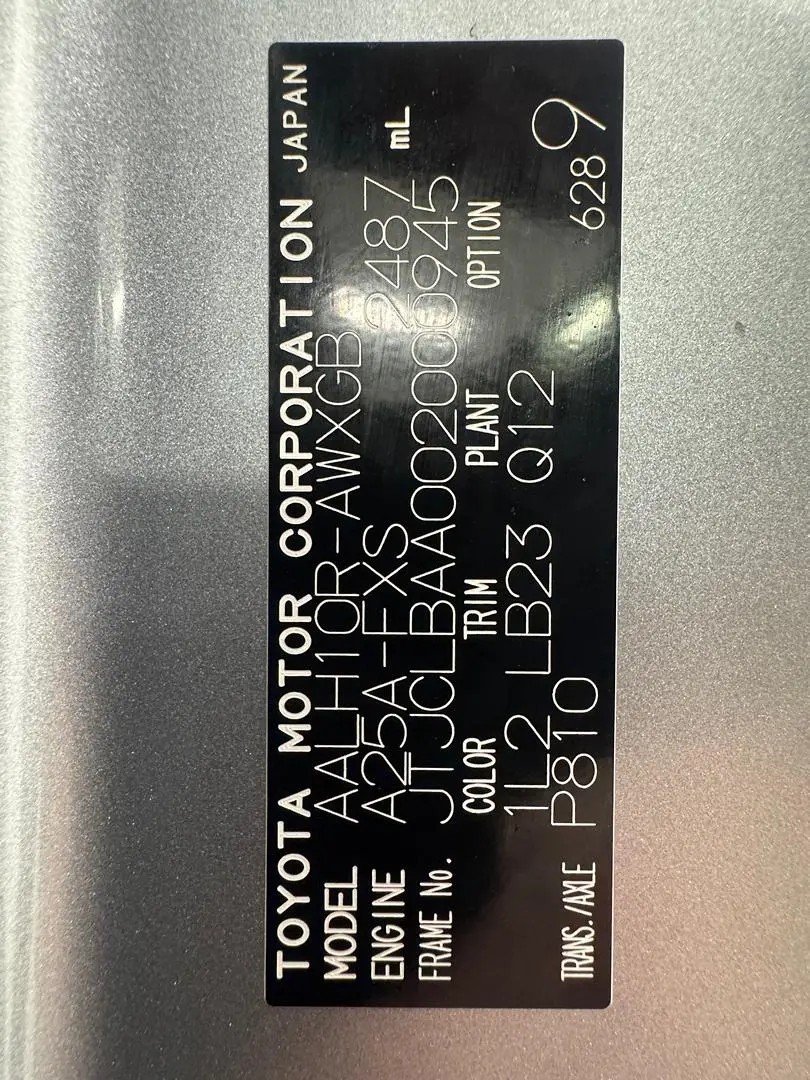 TOYOTA MOTOR CORPORATION JAPAN
MODEL AALH10R-AWXGB
ENGINE A25A-FXS 2487 mL
FRAME No. JTJCLBAA002000945
COLOR TRIM PLANT OPTION
1L2 LB23 Q12
TRANS./AXLE P810 6289